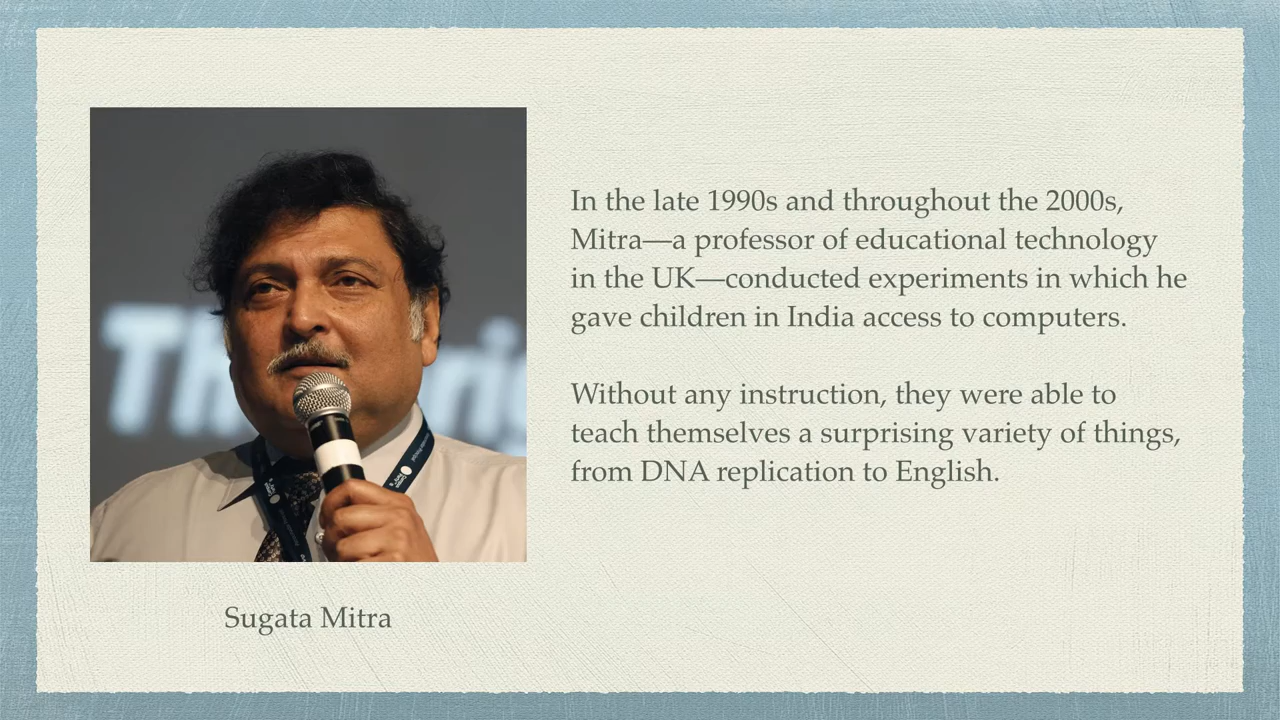 In the late 1990s and throughout the 2000s,
Mitra—a professor of educational technology
in the UK—conducted experiments in which he
gave children in India access to computers.
Without any instruction, they were able to
teach themselves a surprising variety of things,
from DNA replication to English.
Sugata Mitra